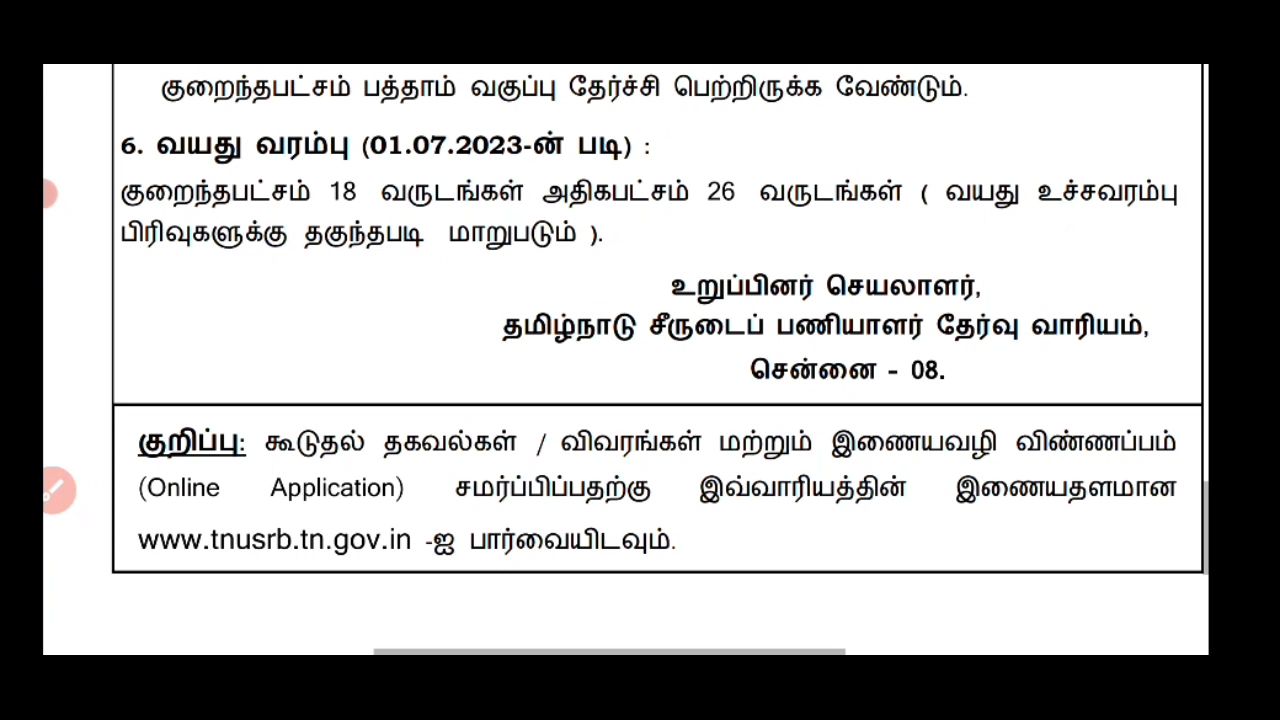 குறைந்தபட்சம் பத்தாம் வகுப்பு தேர்ச்சி பெற்றிருக்க வேண்டும்.
6. வயது வரம்பு (01.07.2023-ன் படி) :
குறைந்தபட்சம் 18 வருடங்கள் அதிகபட்சம் 26 வருடங்கள் ( வயது உச்சவரம்பு
பிரிவுகளுக்கு தகுந்தபடி மாறுபடும் ).
உறுப்பினர் செயலாளர்,
தமிழ்நாடு சீருடைப் பணியாளர் தேர்வு வாரியம்,
சென்னை - 08.
குறிப்பு: கூடுதல் தகவல்கள் / விவரங்கள் மற்றும் இணையவழி விண்ணப்பம்
(Online Application) சமர்ப்பிப்பதற்கு இவ்வாரியத்தின் இணையதளமான
www.tnusrb.tn.gov.in -ஐ பார்வையிடவும்.